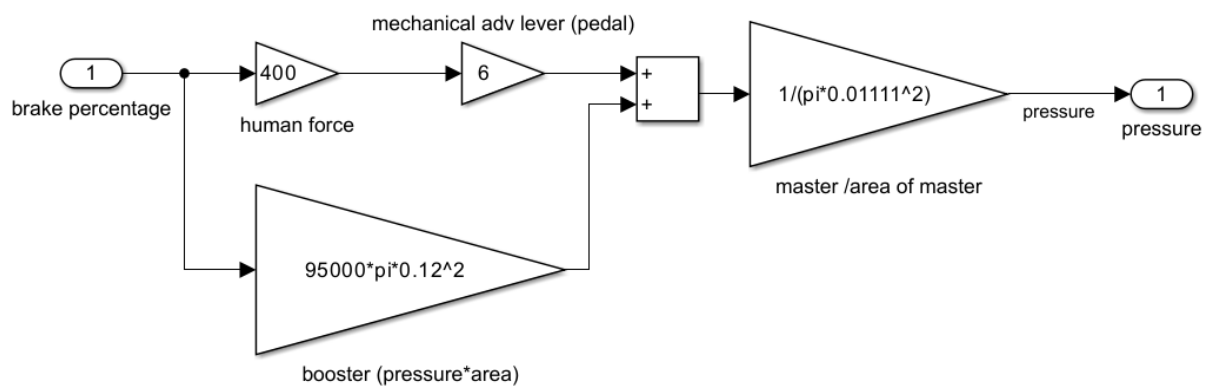 mechanical adv lever (pedal)
1
400
6
+
+
1/(pi*0.01111^2)
1
brake percentage
human force
pressure
pressure
master /area of master
95000*pi*0.12^2
booster (pressure*area)